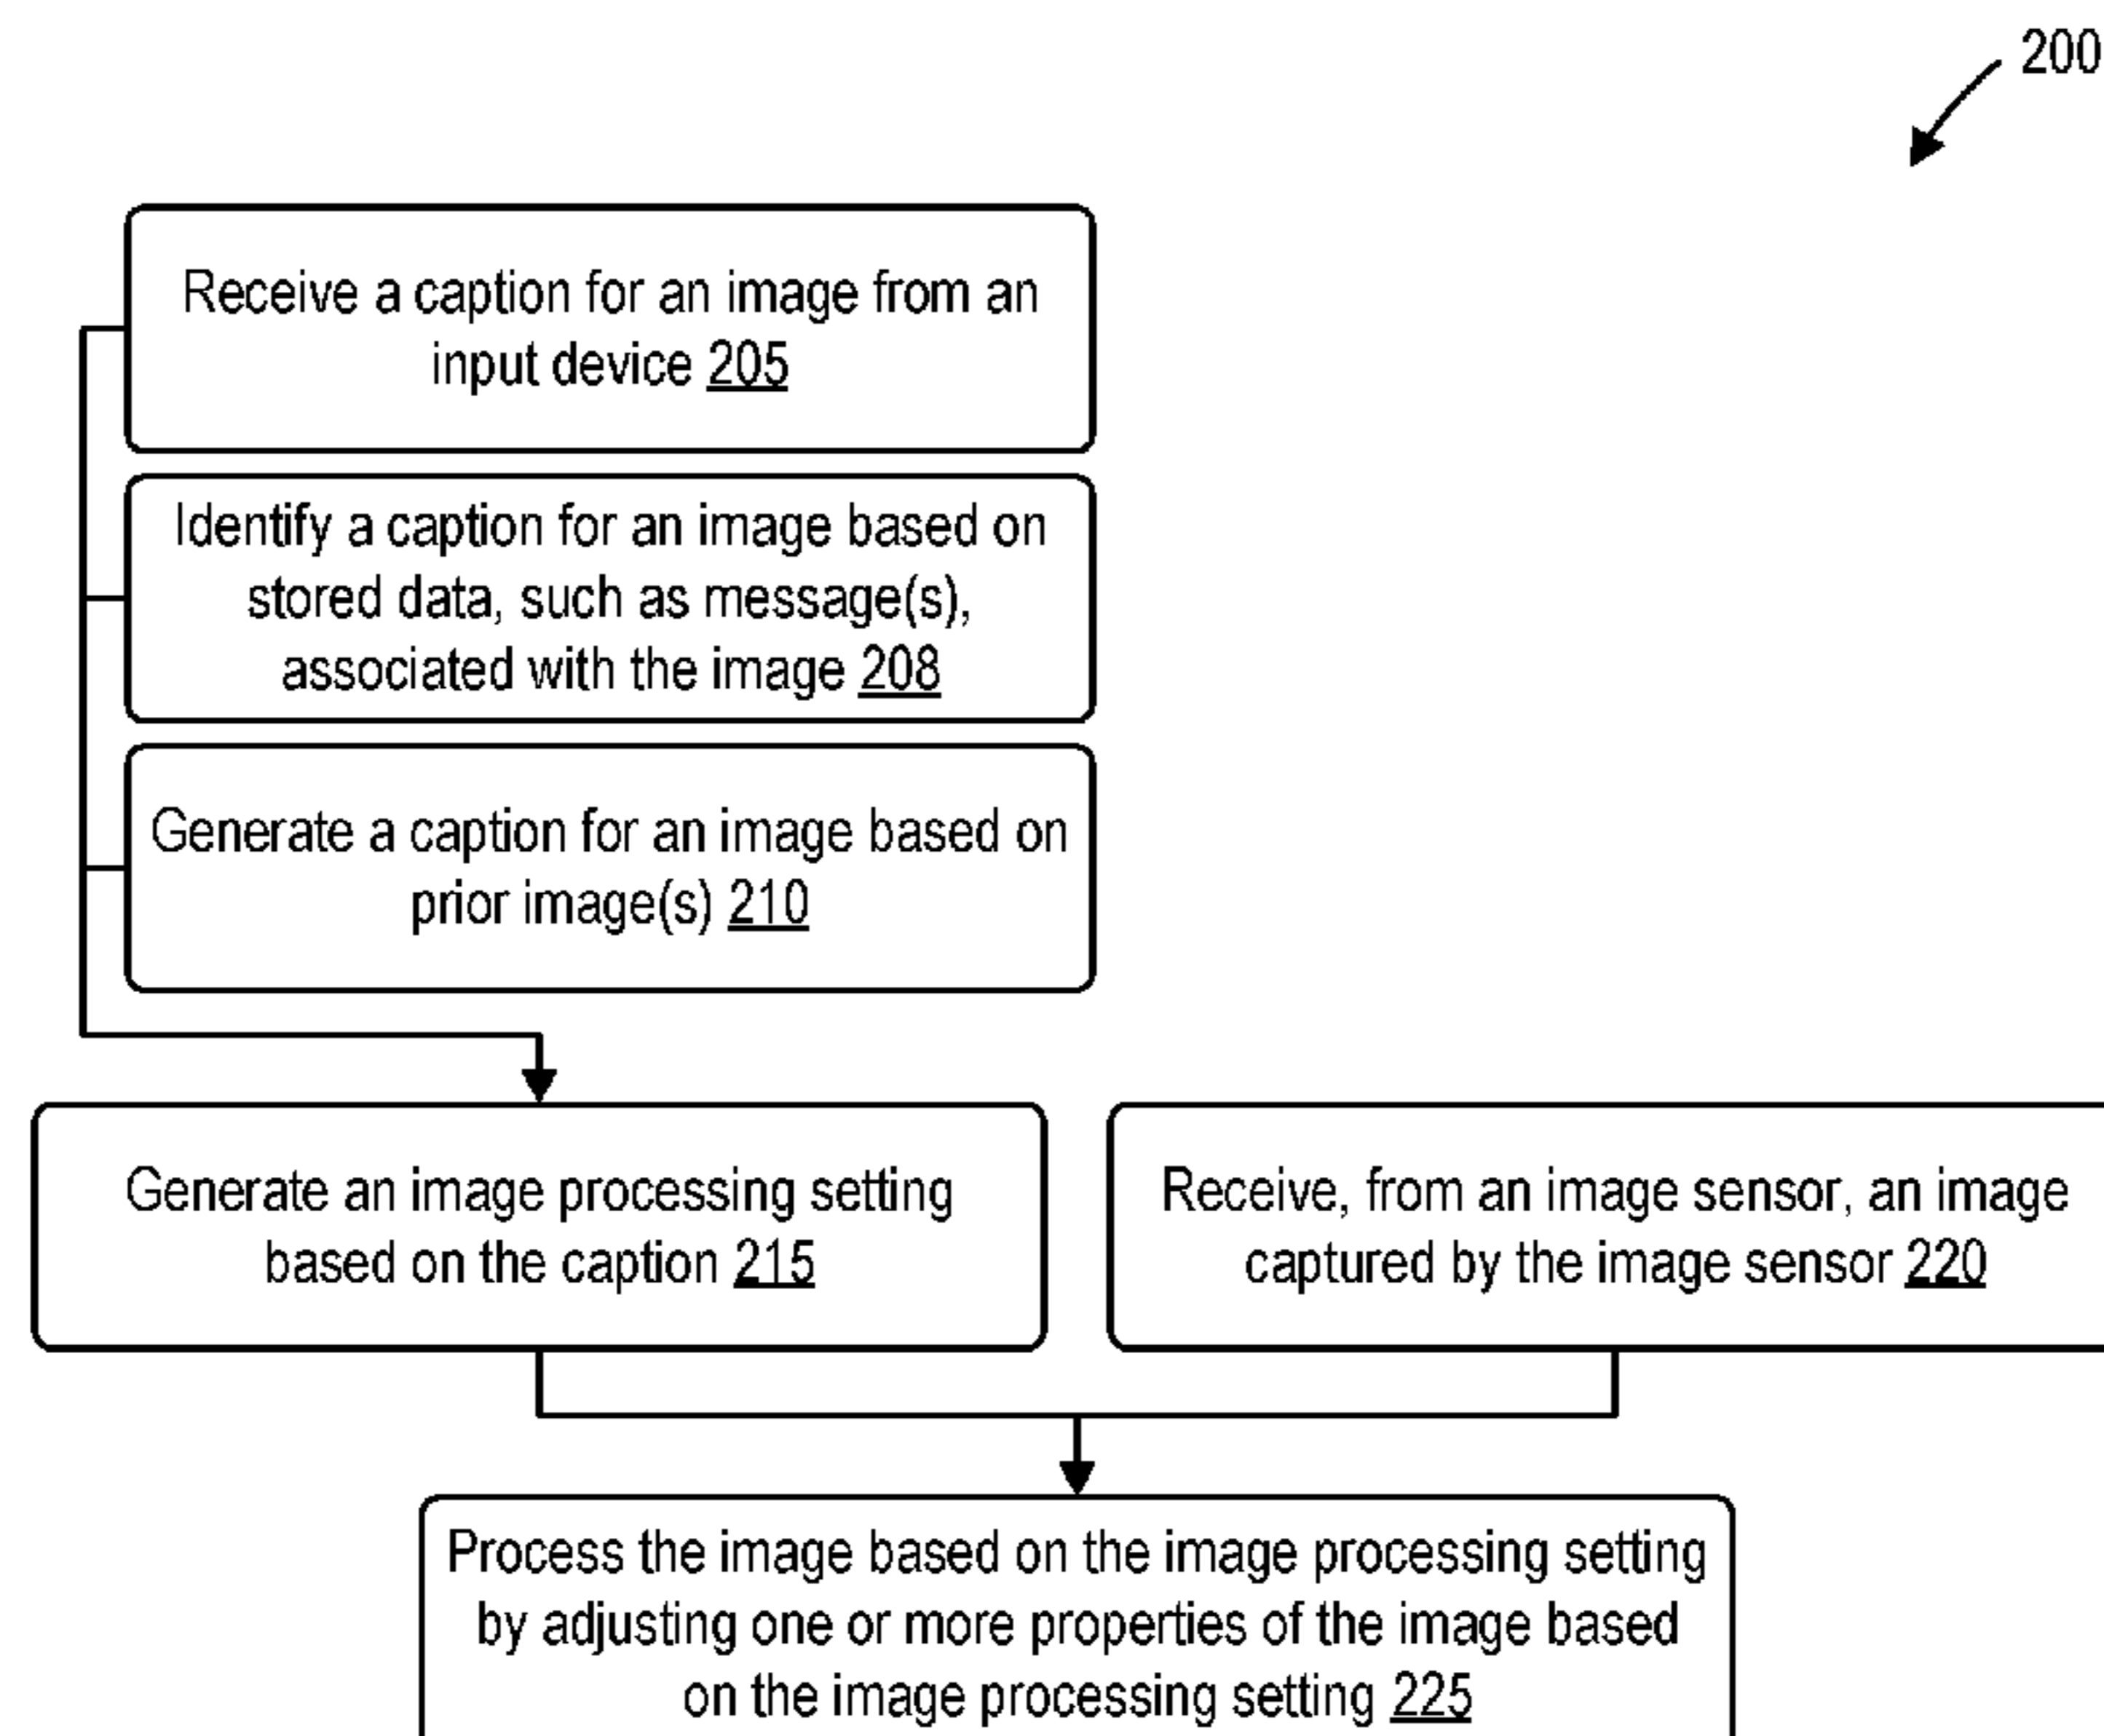 200
Receive a caption for an image from an
input device 205
Identify a caption for an image based on
stored data, such as message(s),
associated with the image 208
Generate a caption for an image based on
prior image(s) 210
Generate an image processing setting
based on the caption 215
Receive, from an image sensor, an image
captured by the image sensor 220
Process the image based on the image processing setting
by adjusting one or more properties of the image based
on the image processing setting 225